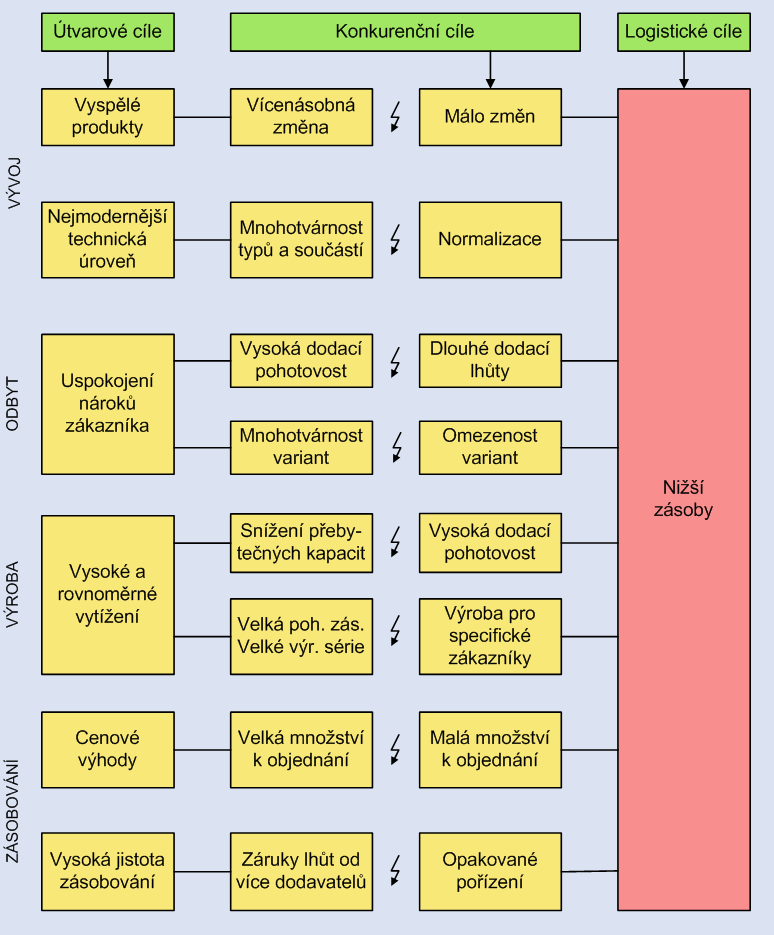 Útvarové cíle
Konkurenční cíle
Logistické cíle
VÝVOJ
Vyspělé
produkty
Vícenásobná
změna
Málo změn
Nejmodernější
technická
úroveň
Mnohotvárnost
typů a součástí
Normalizace
ODBYT
Uspokojení
nároků
zákazníka
Vysoká dodací
pohotovost
Dlouhé dodací
lhůty
Mnohotvárnost
variant
Omezenost
variant
VÝROBA
Vysoké a
rovnoměrné
vytížení
Snížení přeby-
tečných kapacit
Vysoká dodací
pohotovost
Velká poh. zás.
Velké výr. série
Výroba pro
specifické
zákazníky
ZÁSOBOVÁNÍ
Cenové
výhody
Velká množství
k objednání
Malá množství
k objednání
Vysoká jistota
zásobování
Záruky lhůt od
více dodavatelů
Opakované
pořízení
Nižší
zásoby